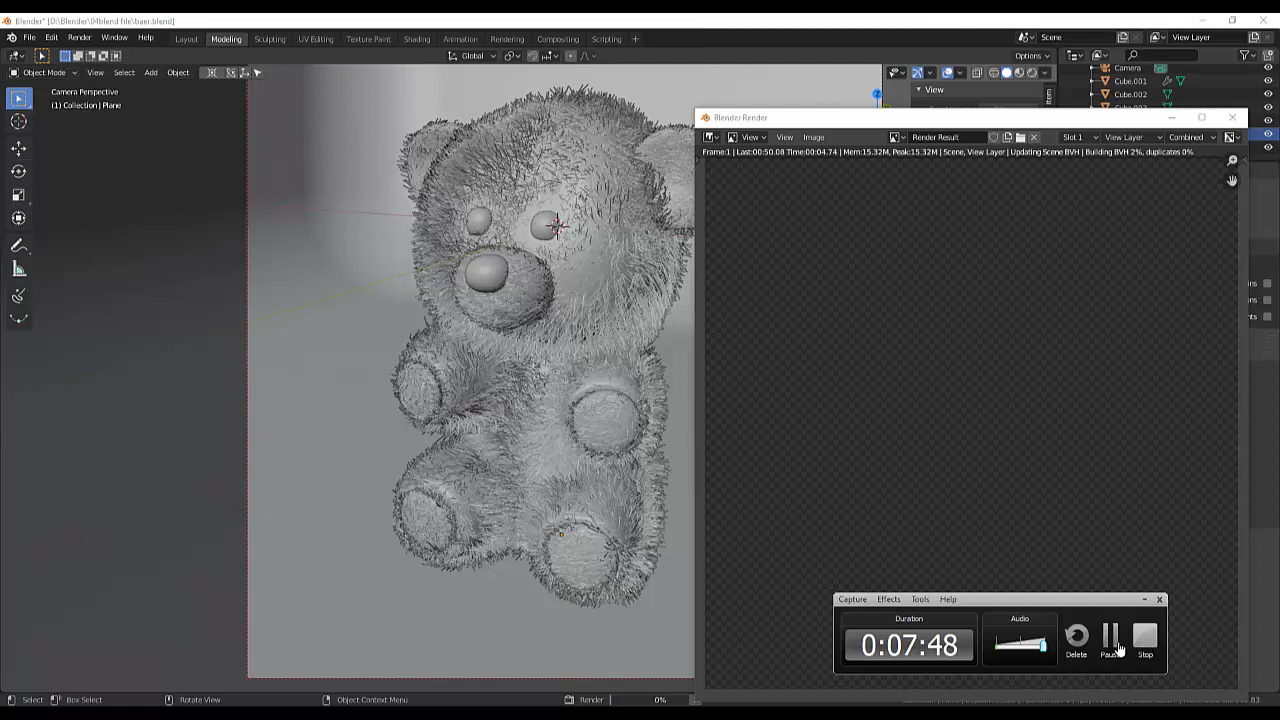 Blender* [D:\Blender\04blend file\baer.blend]
File Edit Render Window Help Layout Modeling Sculpting UV Editing Texture Paint Shading Animation Rendering Compositing Scripting + Scene View Layer
Global Options
Object Mode View Select Add Object
Camera Perspective
(1) Collection | Plane
View
Item
Camera
Cube.001
Cube.002
Blender Render
View View Image Render Result Slot 1 View Layer Combined
Frame:1 | Last:00:50.08 Time:00:04.74 | Mem:15.32M, Peak:15.32M | Scene, View Layer | Updating Scene BVH | Building BVH 2%, duplicates 0%
Capture Effects Tools Help
Duration
0:07:48
Audio
Delete
Stop
Select Box Select Rotate View Object Context Menu Render 0%